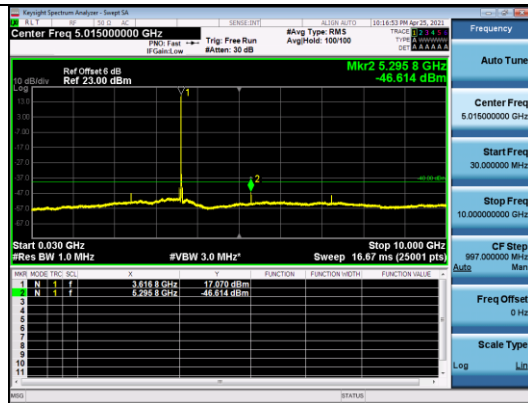 Keysight Spectrum Analyzer - Swept SA
RLT RF 50 Ω AC SENSE:INT ALIGN AUTO 10:16:53 PM Apr 25, 2021
Center Freq 5.015000000 GHz
PNO: Fast
IFGain:Low
Trig: Free Run
#Atten: 30 dB
#Avg Type: RMS
Avg|Hold: 100/100
TRACE 1 2 3 4 5 6
TYPE
DET A A A A A A
Frequency
Mkr2 5.295 8 GHz
-46.614 dBm
Ref Offset 6 dB
Ref 23.00 dBm
10 dB/div
Log
13.0
3.00
-7.00
-17.0
-27.0
-37.0
-47.0
-57.0
-67.0
1
2
-40.00 dBm
Start 0.030 GHz
Stop 10.000 GHz
#Res BW 1.0 MHz
#VBW 3.0 MHz*
Sweep 16.67 ms (25001 pts)
MKR MODE TRC SCL X Y FUNCTION FUNCTION WIDTH FUNCTION VALUE
1 N 1 f 3.616 8 GHz 17.070 dBm
2 N 1 f 5.295 8 GHz -46.614 dBm
3
4
5
6
7
8
9
10
11
MSG
STATUS
Auto Tune
Center Freq
5.015000000 GHz
Start Freq
30.000000 MHz
Stop Freq
10.000000000 GHz
CF Step
997.000000 MHz
Auto Man
Freq Offset
0 Hz
Scale Type
Log Lin